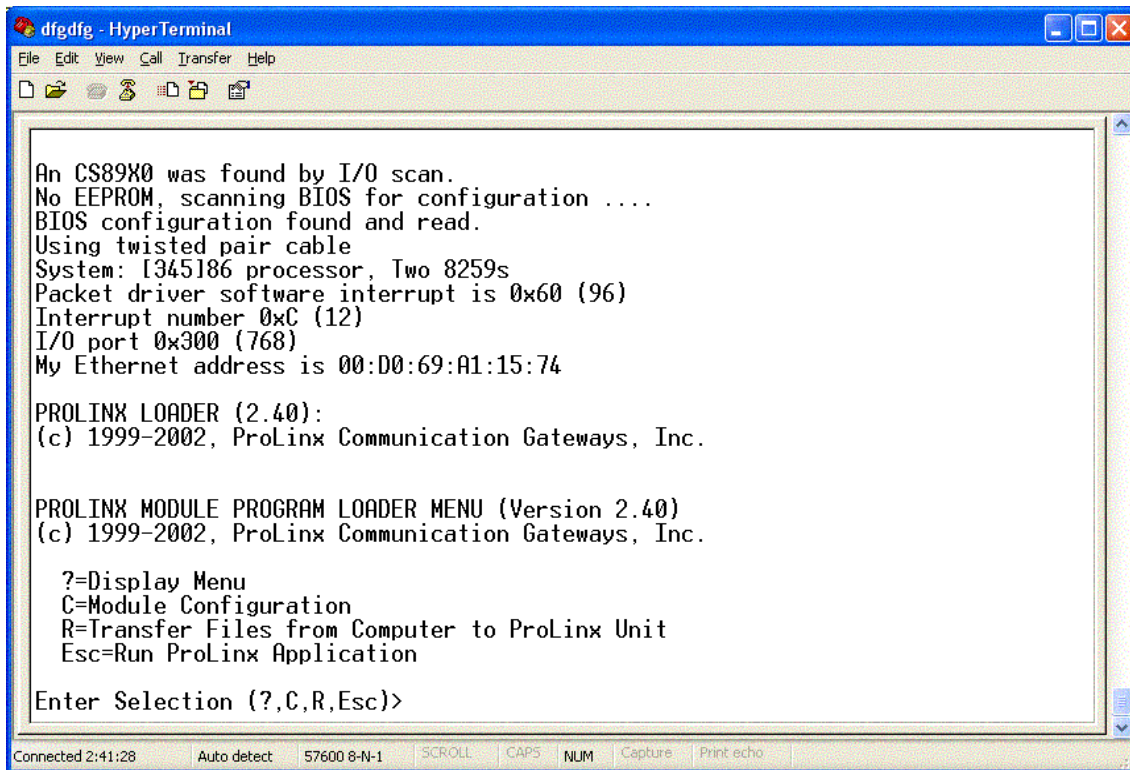 dfgdfg - HyperTerminal
File Edit View Call Transfer Help
An CS89X0 was found by I/O scan.
No EEPROM, scanning BIOS for configuration ....
BIOS configuration found and read.
Using twisted pair cable
System: [345]86 processor, Two 8259s
Packet driver software interrupt is 0x60 (96)
Interrupt number 0xC (12)
I/O port 0x300 (768)
My Ethernet address is 00:D0:69:A1:15:74
PROLINX LOADER (2.40):
(c) 1999-2002, ProLinx Communication Gateways, Inc.
PROLINX MODULE PROGRAM LOADER MENU (Version 2.40)
(c) 1999-2002, ProLinx Communication Gateways, Inc.
?=Display Menu
C=Module Configuration
R=Transfer Files from Computer to ProLinx Unit
Esc=Run ProLinx Application
Enter Selection (?,C,R,Esc)>
Connected 2:41:28 Auto detect 57600 8-N-1 SCROLL CAPS NUM Capture Print echo